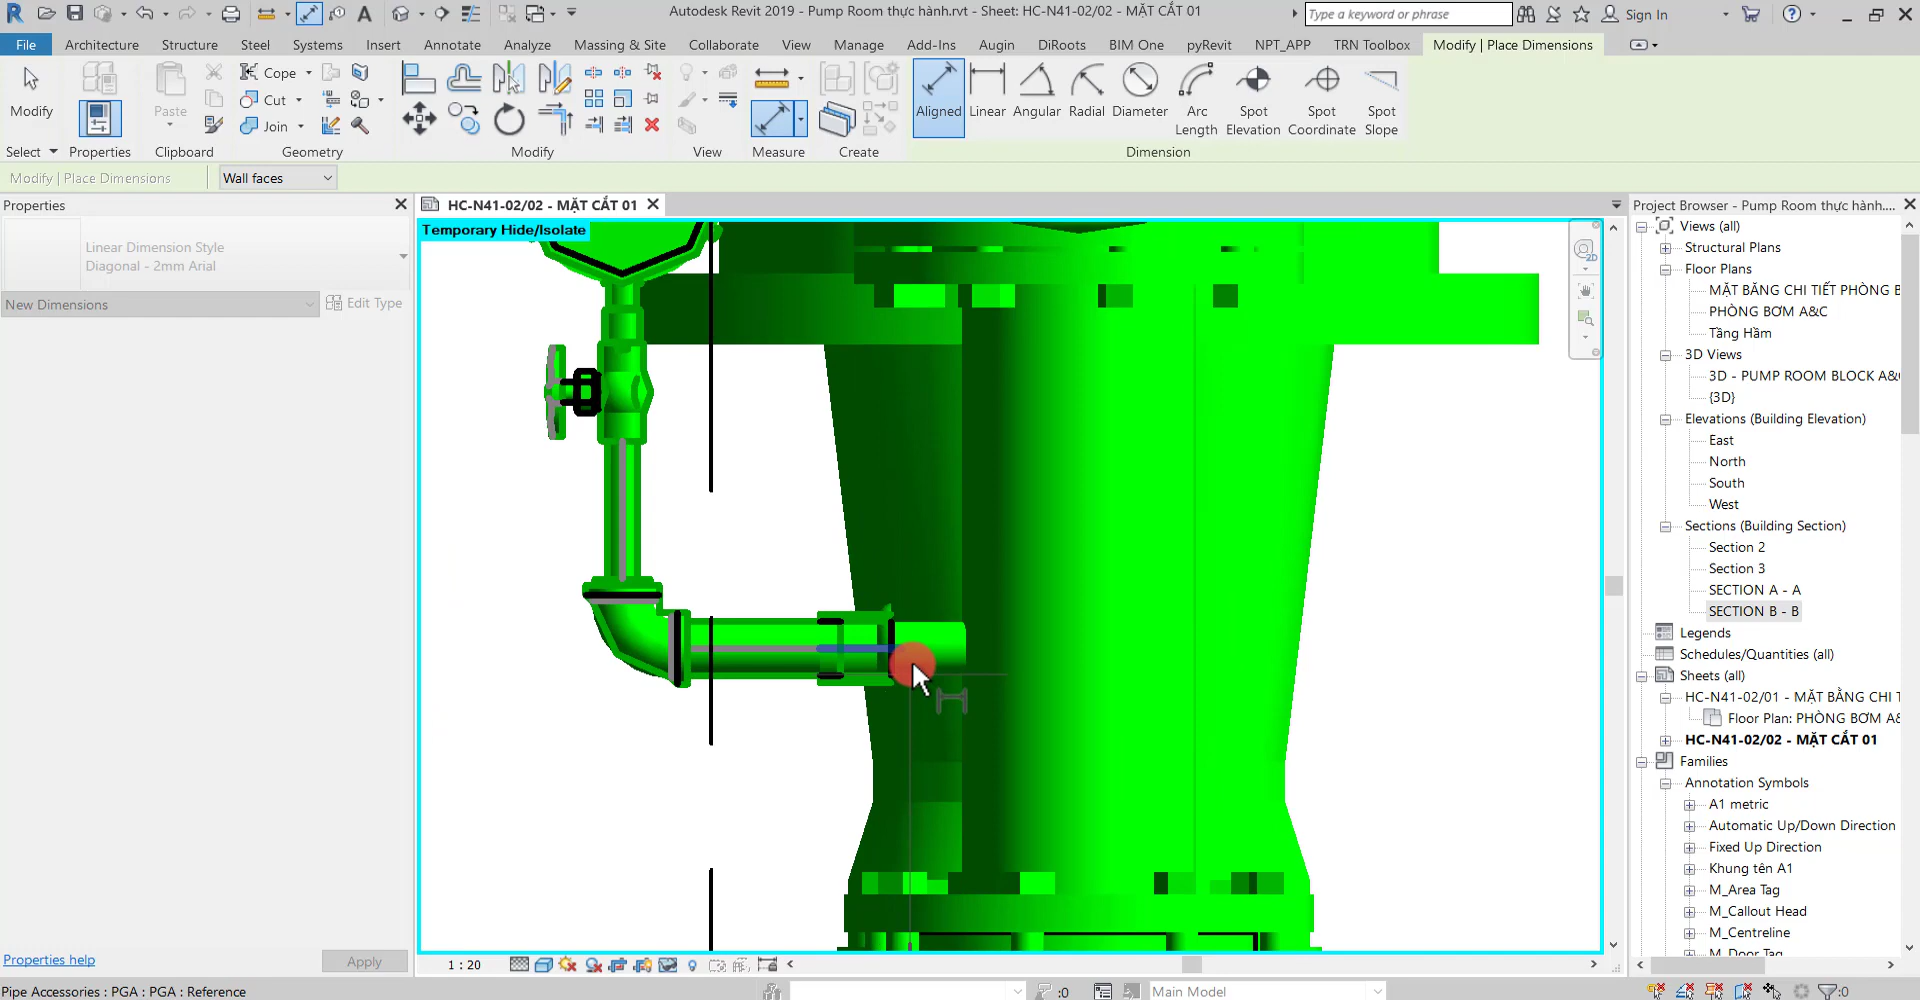 Autodesk Revit 2019 - Pump Room thực hành.rvt - Sheet: HC-N41-02/02 - MẶT CẮT 01
Type a keyword or phrase
Sign In
File
Architecture
Structure
Steel
Systems
Insert
Annotate
Analyze
Massing & Site
Collaborate
View
Manage
Add-Ins
Augin
DiRoots
BIM One
pyRevit
NPT_APP
TRN Toolbox
Modify | Place Dimensions
Modify
Paste
Cope
Cut
Join
Aligned
Linear
Angular
Radial
Diameter
Arc Length
Spot Elevation
Spot Coordinate
Spot Slope
Select
Properties
Clipboard
Geometry
Modify
View
Measure
Create
Dimension
Modify | Place Dimensions
Wall faces
Properties
Linear Dimension Style
Diagonal - 2mm Arial
New Dimensions
Edit Type
Properties help
Apply
HC-N41-02/02 - MẶT CẮT 01
Temporary Hide/Isolate
2D
1 : 20
Project Browser - Pump Room thực hành....
Views (all)
Structural Plans
Floor Plans
MẶT BẰNG CHI TIẾT PHÒNG B
PHÒNG BƠM A&C
Tầng Hầm
3D Views
3D - PUMP ROOM BLOCK A&
{3D}
Elevations (Building Elevation)
East
North
South
West
Sections (Building Section)
Section 2
Section 3
SECTION A - A
SECTION B - B
Legends
Schedules/Quantities (all)
Sheets (all)
HC-N41-02/01 - MẶT BẰNG CHI T
Floor Plan: PHÒNG BƠM A&
HC-N41-02/02 - MẶT CẮT 01
Families
Annotation Symbols
A1 metric
Automatic Up/Down Direction
Fixed Up Direction
Khung tên A1
M_Area Tag
M_Callout Head
M_Centreline
M_Door Tag
Pipe Accessories : PGA : PGA : Reference
:0
Main Model
:0